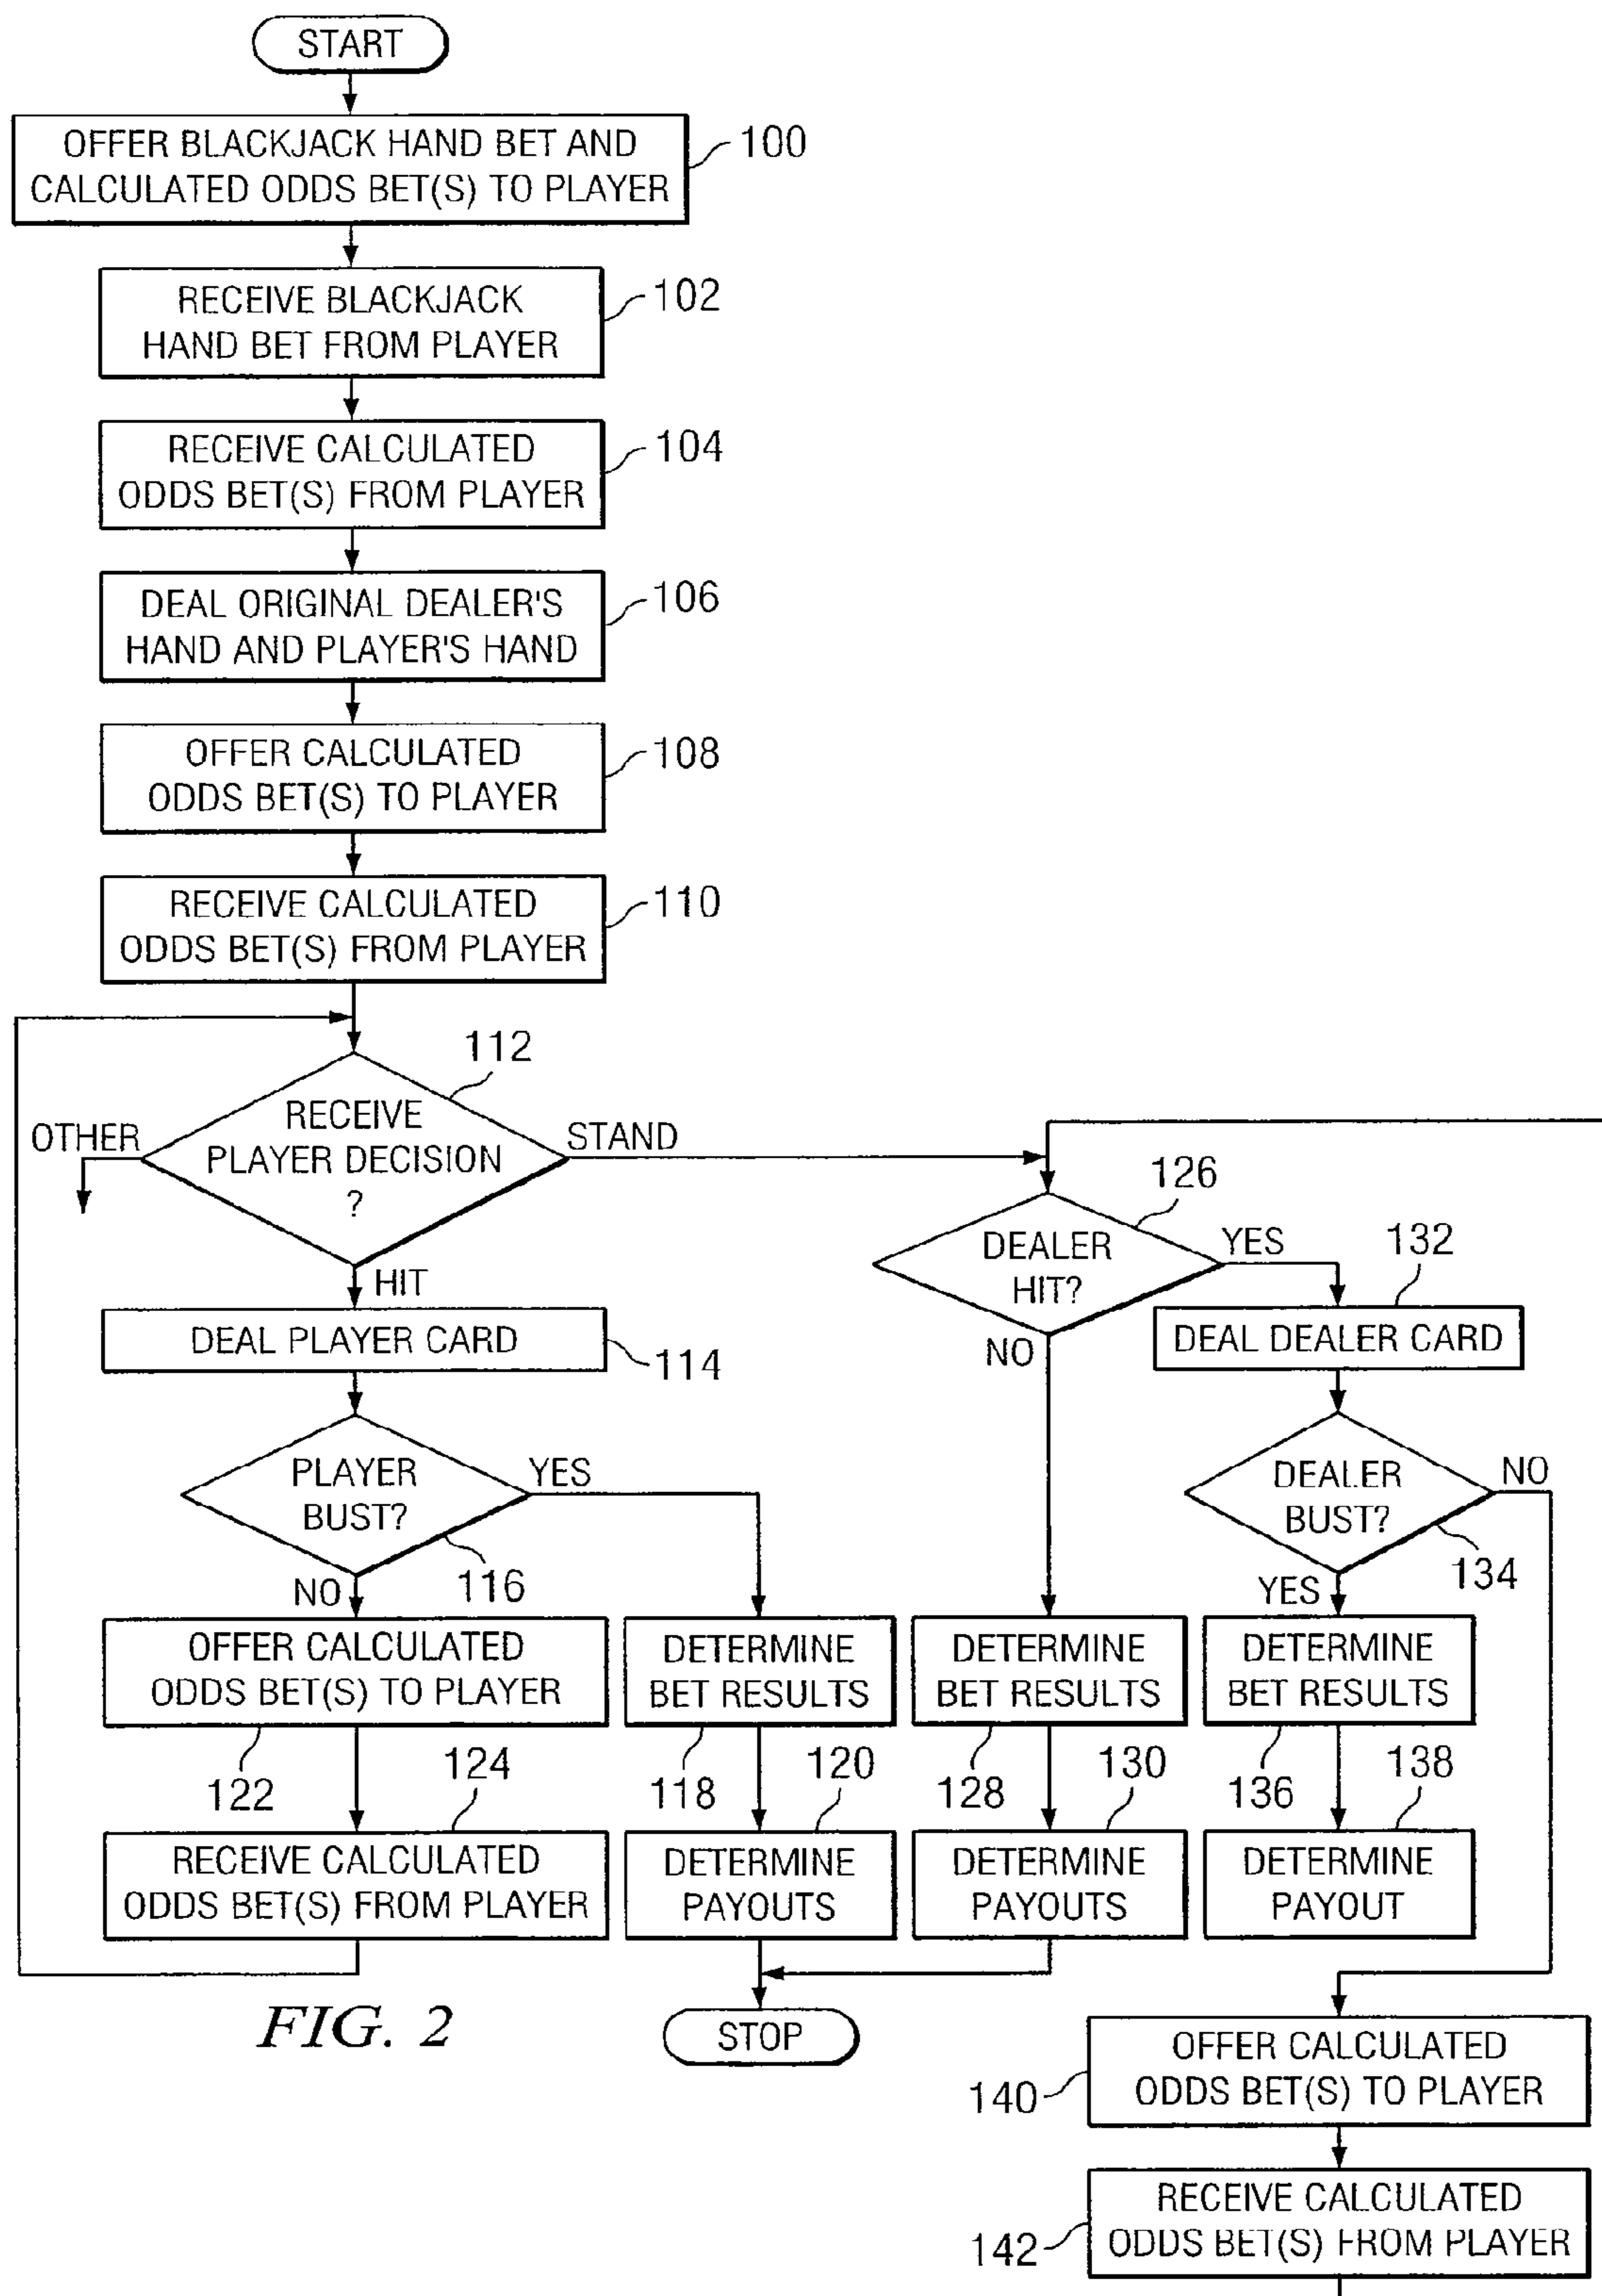 START
OFFER BLACKJACK HAND BET AND
CALCULATED ODDS BET(S) TO PLAYER
100
RECEIVE BLACKJACK
HAND BET FROM PLAYER
102
RECEIVE CALCULATED
ODDS BET(S) FROM PLAYER
104
DEAL ORIGINAL DEALER'S
HAND AND PLAYER'S HAND
106
OFFER CALCULATED
ODDS BET(S) TO PLAYER
108
RECEIVE CALCULATED
ODDS BET(S) FROM PLAYER
110
112
RECEIVE
PLAYER DECISION
?
OTHER
STAND
HIT
DEAL PLAYER CARD
114
PLAYER
BUST?
YES
NO
116
OFFER CALCULATED
ODDS BET(S) TO PLAYER
122
124
RECEIVE CALCULATED
ODDS BET(S) FROM PLAYER
DETERMINE
BET RESULTS
118
120
DETERMINE
PAYOUTS
STOP
126
DEALER
HIT?
YES
NO
DETERMINE
BET RESULTS
128
130
DETERMINE
PAYOUTS
132
DEAL DEALER CARD
DEALER
BUST?
NO
134
YES
DETERMINE
BET RESULTS
136
138
DETERMINE
PAYOUT
OFFER CALCULATED
ODDS BET(S) TO PLAYER
140
RECEIVE CALCULATED
ODDS BET(S) FROM PLAYER
142
FIG. 2